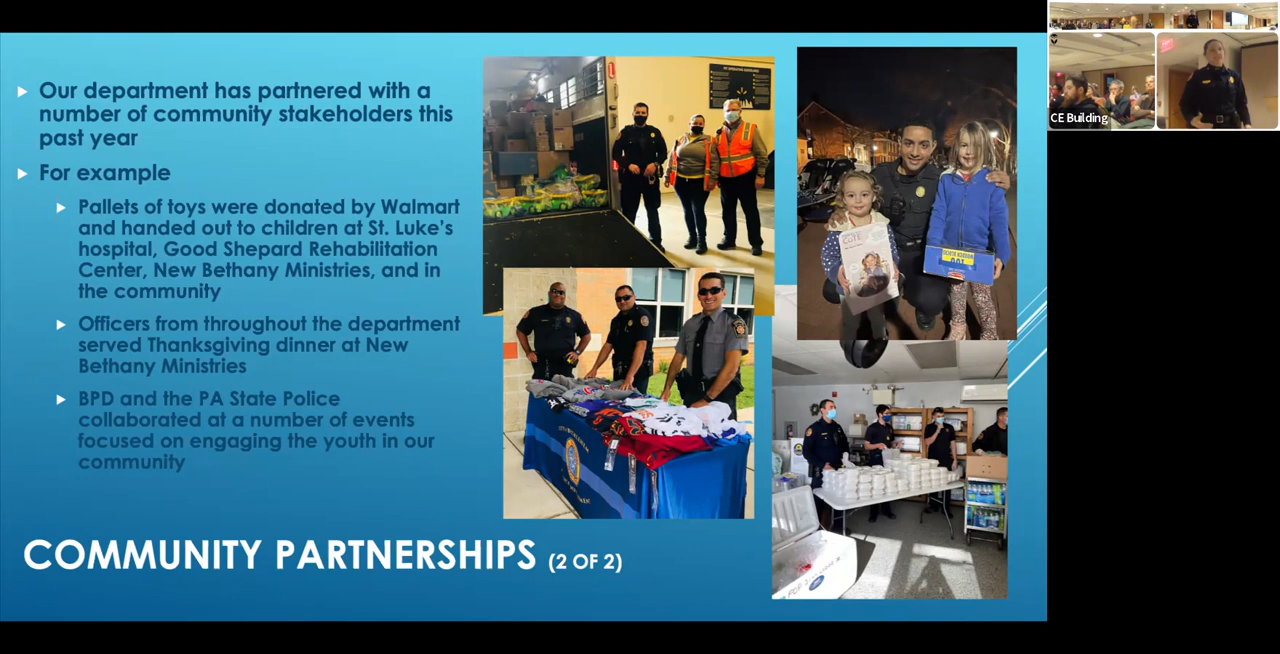 Our department has partnered with a
number of community stakeholders this
past year
For example
Pallets of toys were donated by Walmart
and handed out to children at St. Luke's
hospital, Good Shepard Rehabilitation
Center, New Bethany Ministries, and in
the community
Officers from throughout the department
served Thanksgiving dinner at New
Bethany Ministries
BPD and the PA State Police
collaborated at a number of events
focused on engaging the youth in our
community
COMMUNITY PARTNERSHIPS (2 OF 2)
CE Building